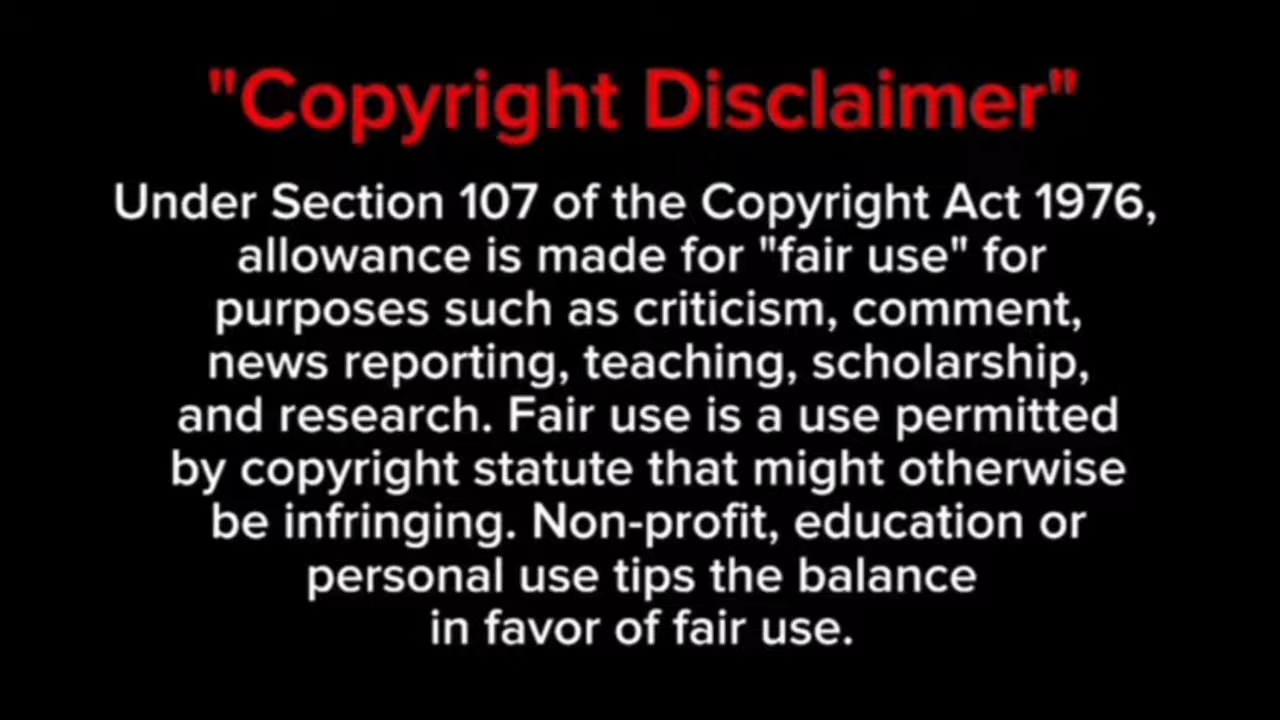 "Copyright Disclaimer"
Under Section 107 of the Copyright Act 1976,
allowance is made for "fair use" for
purposes such as criticism, comment,
news reporting, teaching, scholarship,
and research. Fair use is a use permitted
by copyright statute that might otherwise
be infringing. Non-profit, education or
personal use tips the balance
in favor of fair use.